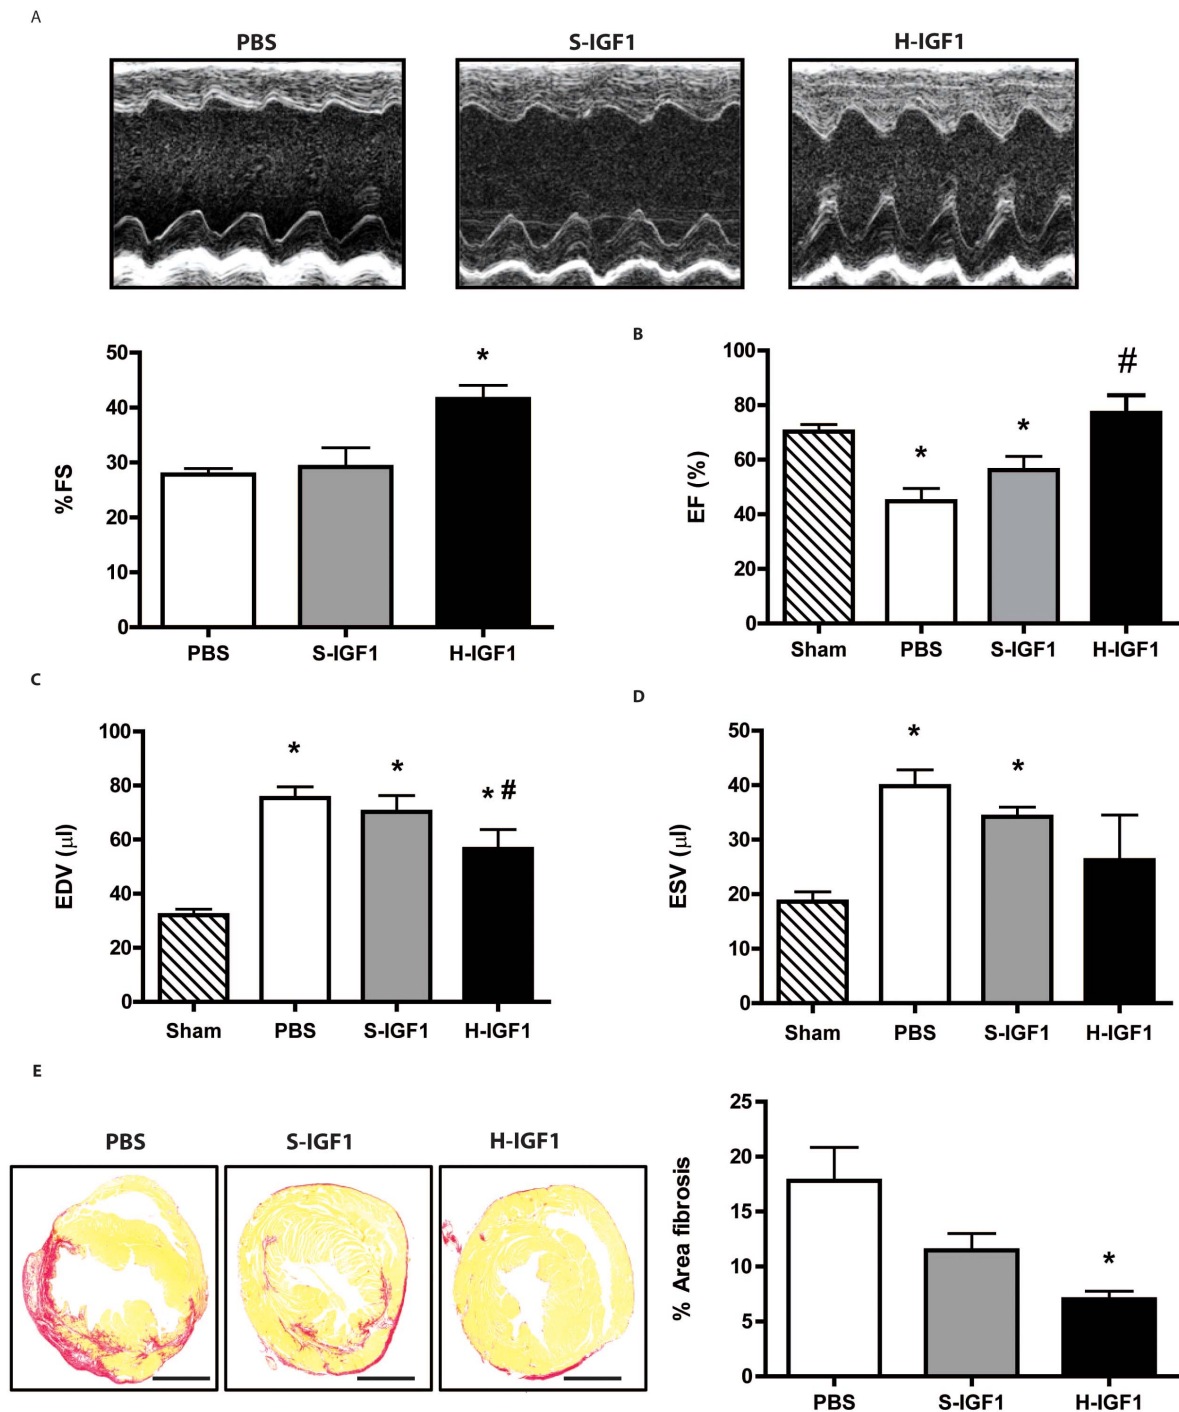 A
PBS
S-IGF1
H-IGF1
%FS
50
40
30
20
10
0
*
PBS
S-IGF1
H-IGF1
B
EF (%)
100
80
60
40
20
0
*
*
#
Sham
PBS
S-IGF1
H-IGF1
C
EDV (μl)
100
80
60
40
20
0
*
*
* #
Sham
PBS
S-IGF1
H-IGF1
D
ESV (μl)
50
40
30
20
10
0
*
*
Sham
PBS
S-IGF1
H-IGF1
E
PBS
S-IGF1
H-IGF1
% Area fibrosis
25
20
15
10
5
0
*
PBS
S-IGF1
H-IGF1